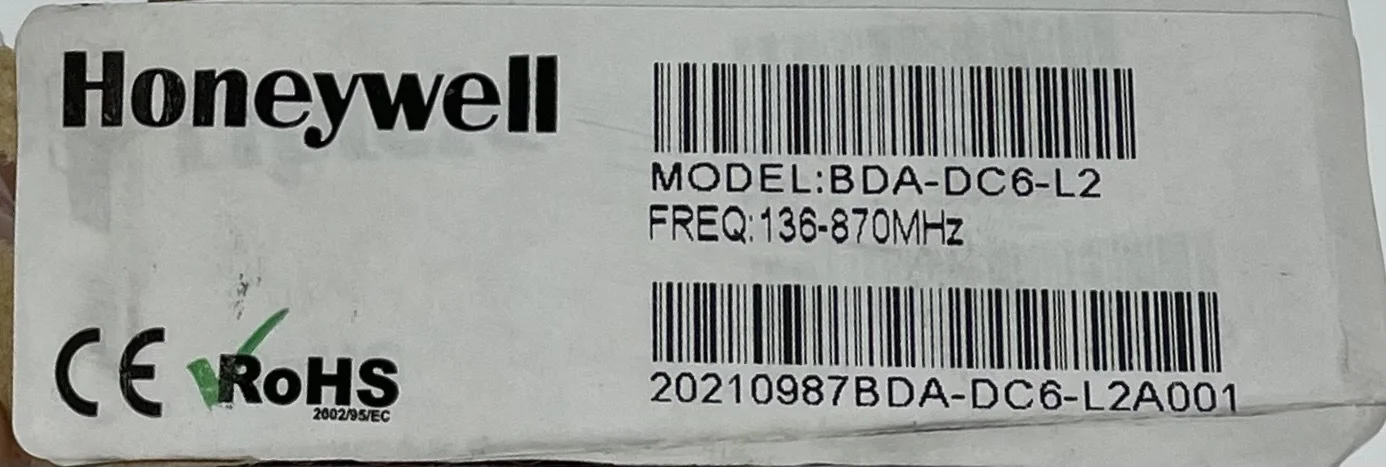 Honeywell
MODEL:BDA-DC6-L2
FREQ:136-870MHz
CE
RoHS
2002/95/EC
20210987BDA-DC6-L2A001